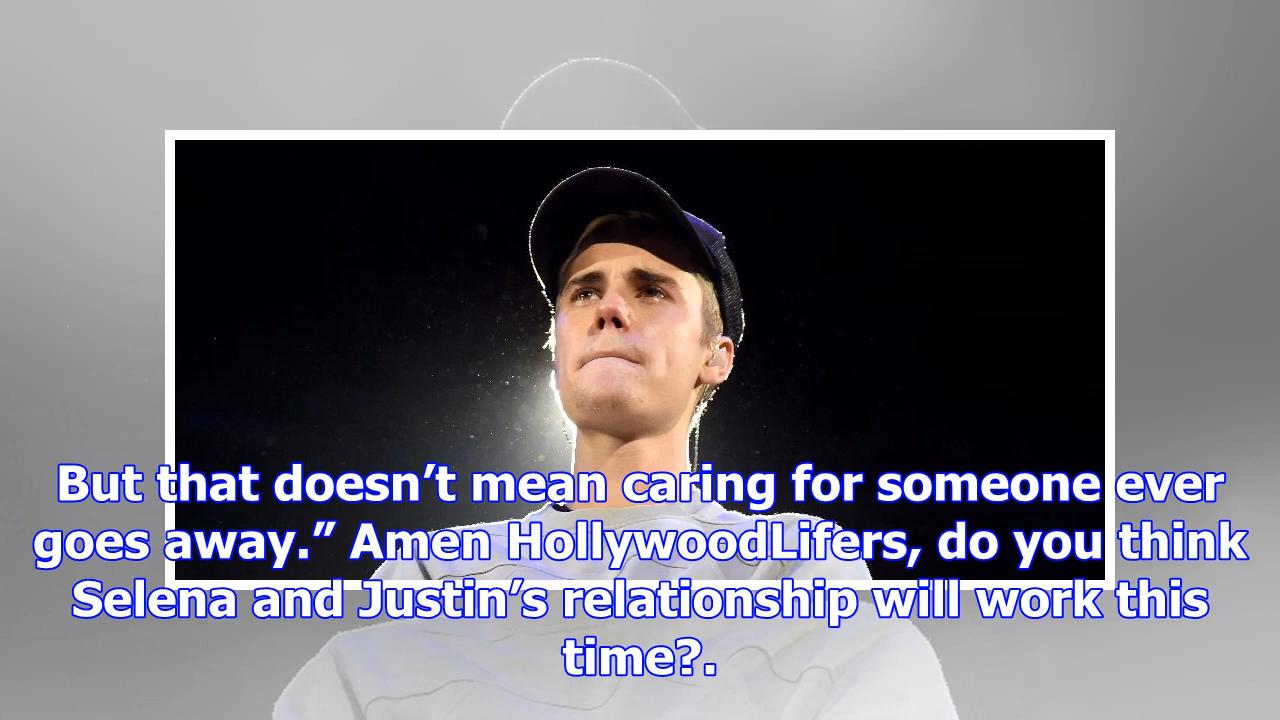 But that doesn’t mean caring for someone ever
goes away.” Amen HollywoodLifers, do you think
Selena and Justin’s relationship will work this
time?.